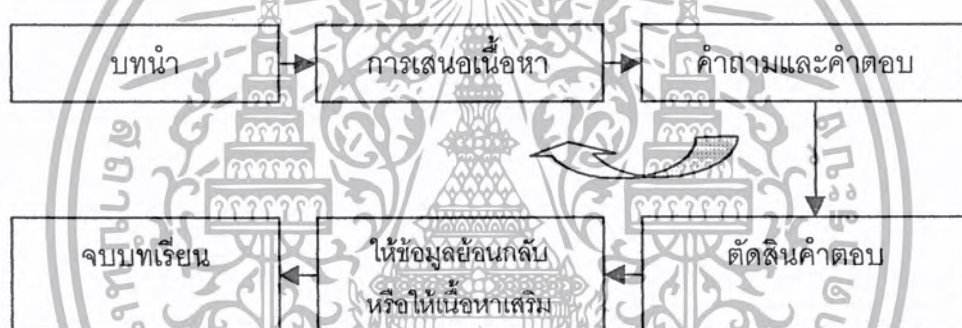 บทนำ
การเสนอเนื้อหา
คำถามและคำตอบ
ตัดสินคำตอบ
ให้ข้อมูลย้อนกลับ
หรือให้เนื้อหาเสริม
จบบทเรียน